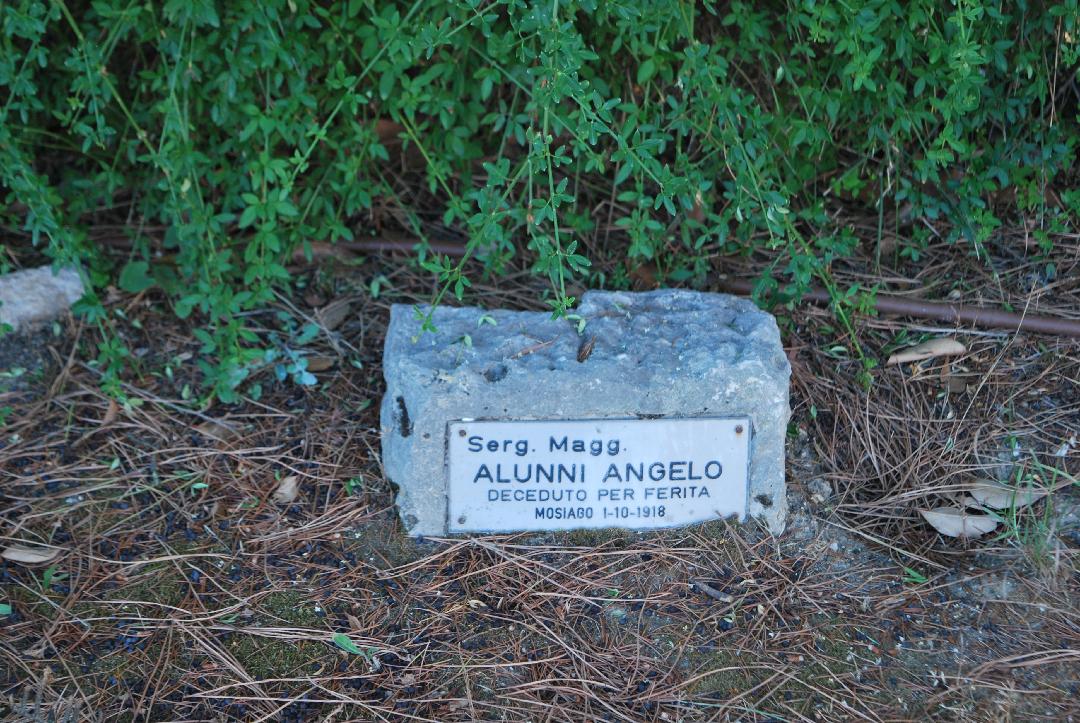 Serg. Magg.
ALUNNI ANGELO
DECEDUTO PER FERITA
MOSIAGO 1-10-1918